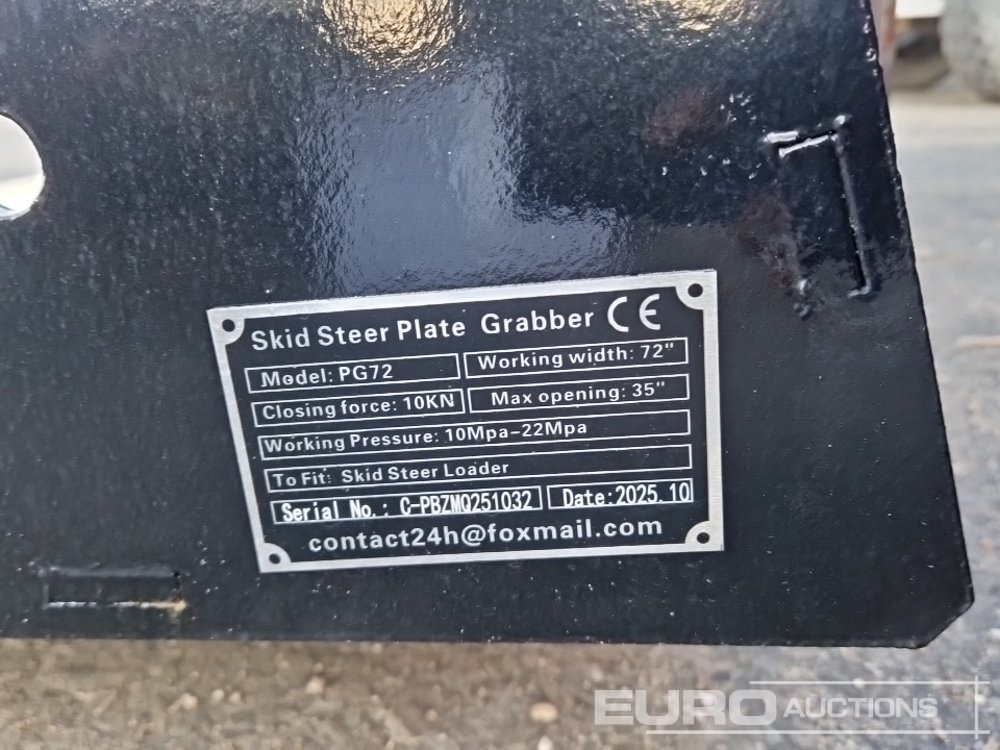 Skid Steer Plate Grabber CE
Model: PG72 Working width: 72"
Closing force: 10KN Max opening: 35"
Working Pressure: 10Mpa-22Mpa
To Fit: Skid Steer Loader
Serial No.: C-PBZMQ251032 Date:2025.10
contact24h@foxmail.com
EURO AUCTIONS